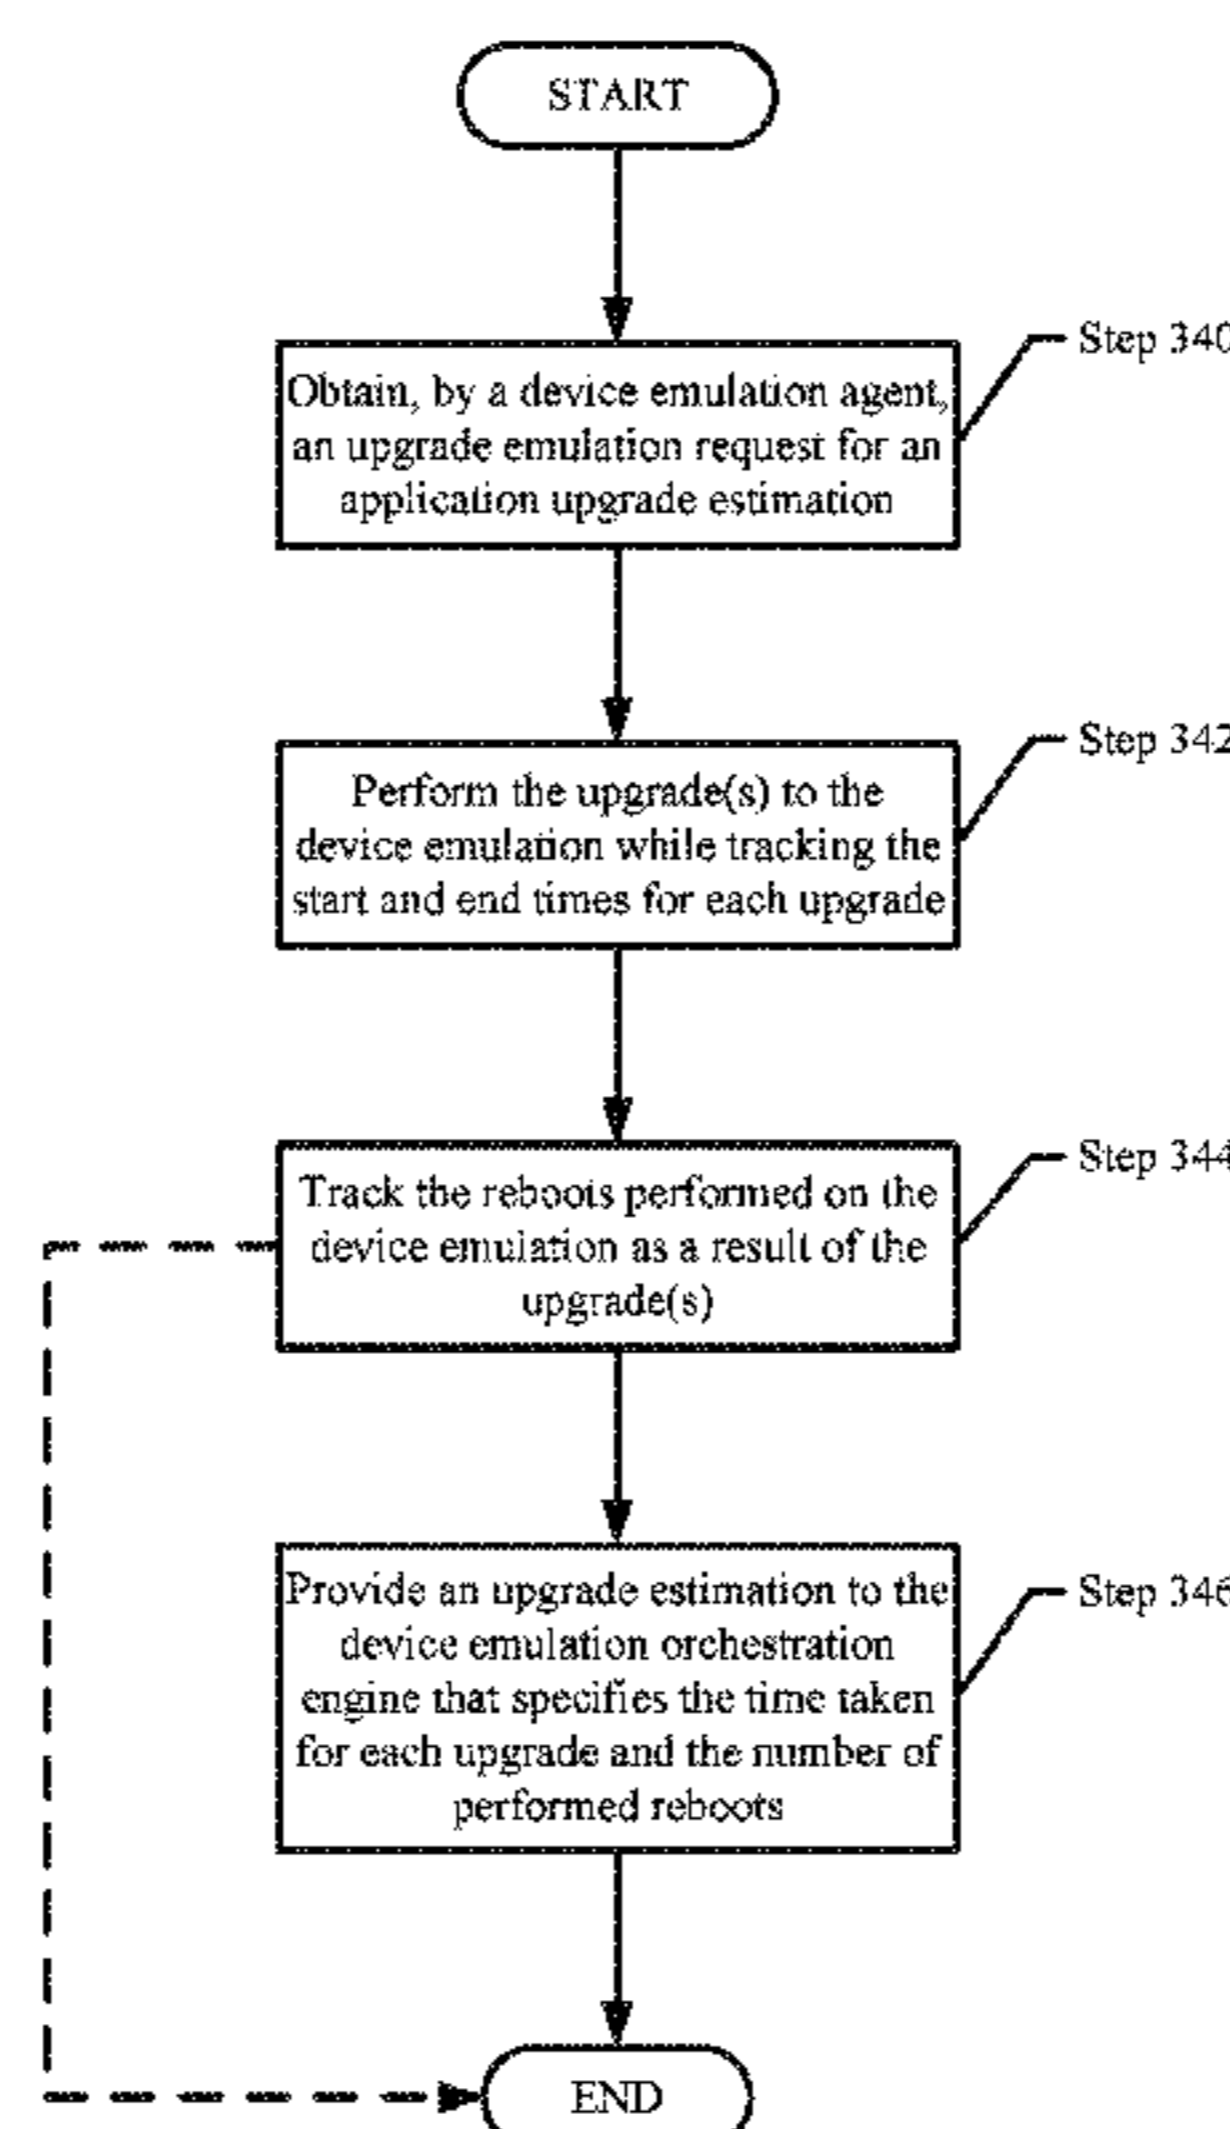 START
Step 340
Obtain, by a device emulation agent,
an upgrade emulation request for an
application upgrade estimation
Step 342
Perform the upgrade(s) to the
device emulation while tracking the
start and end times for each upgrade
Step 344
Track the reboots performed on the
device emulation as a result of the
upgrade(s)
Step 346
Provide an upgrade estimation to the
device emulation orchestration
engine that specifies the time taken
for each upgrade and the number of
performed reboots
END